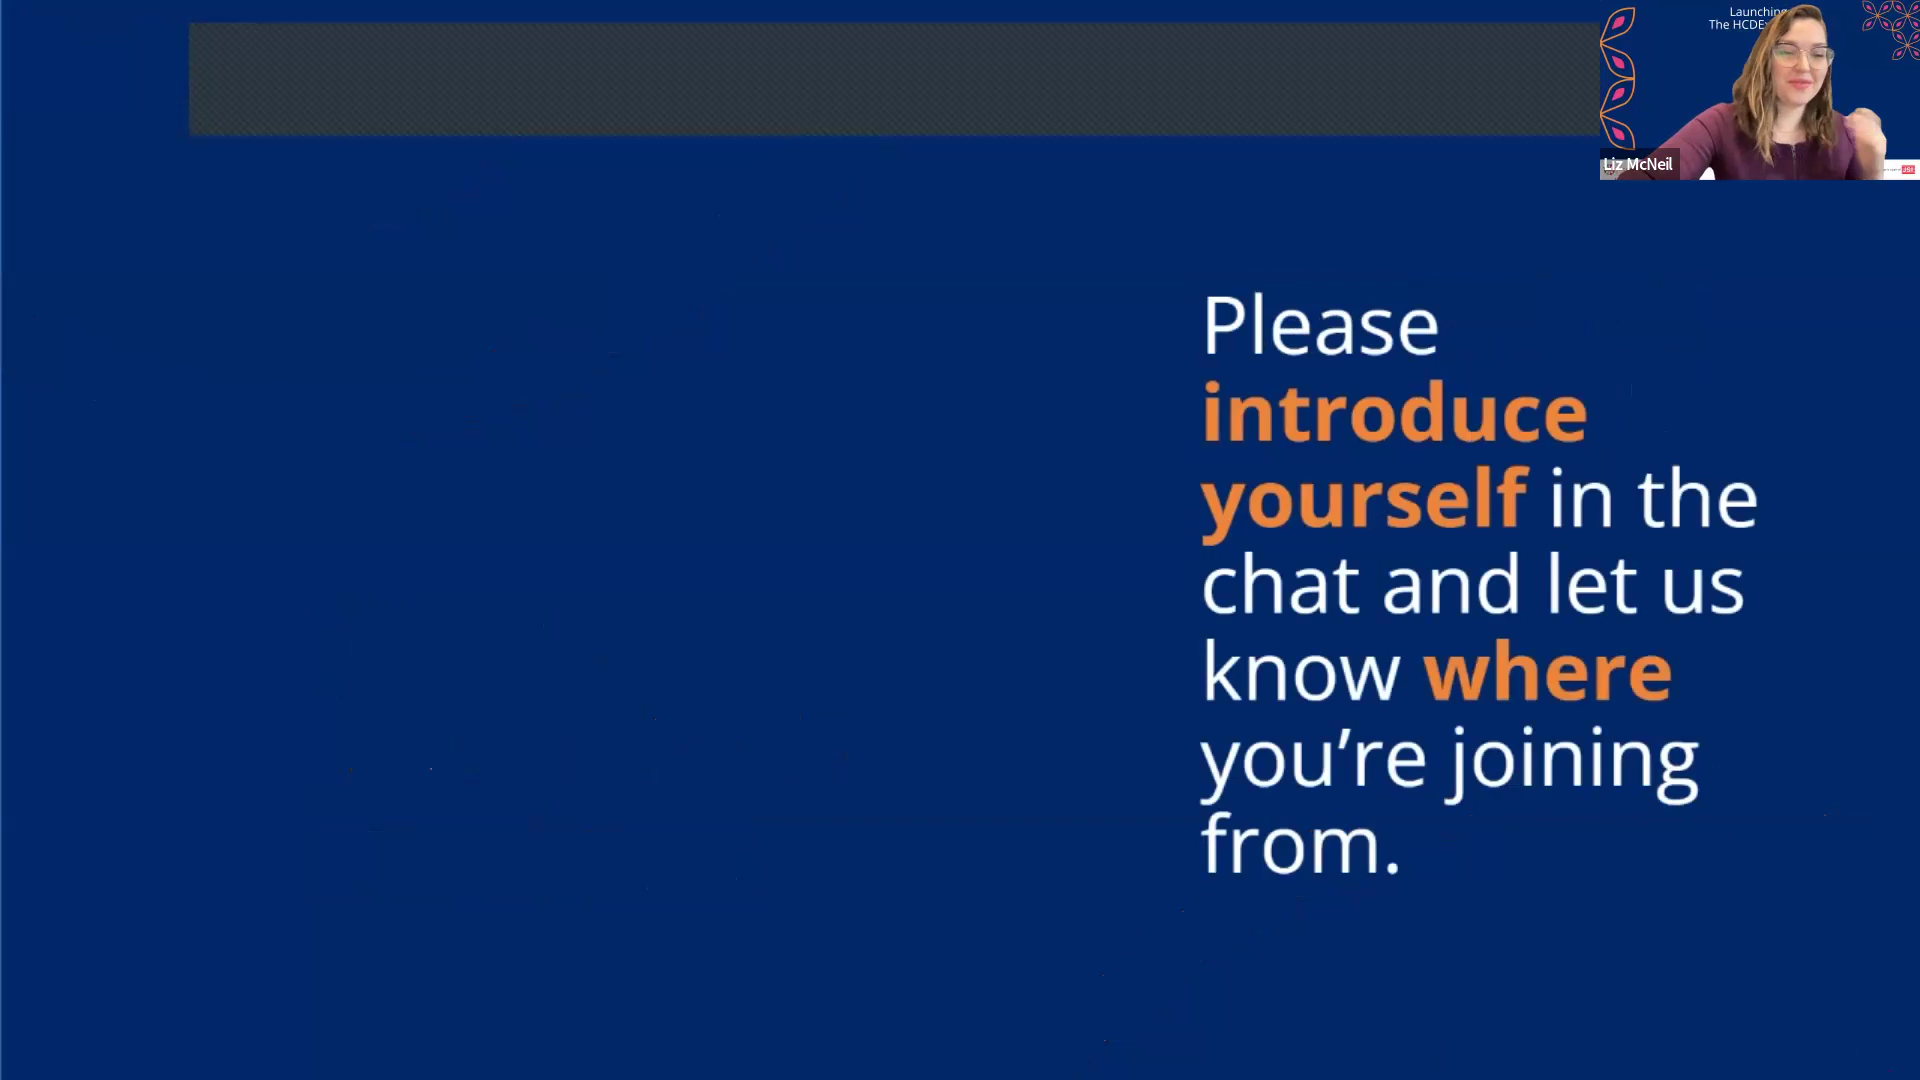 Launching
The HCDE
Liz McNeil
JSI
Please
introduce
yourself in the
chat and let us
know where
you’re joining
from.